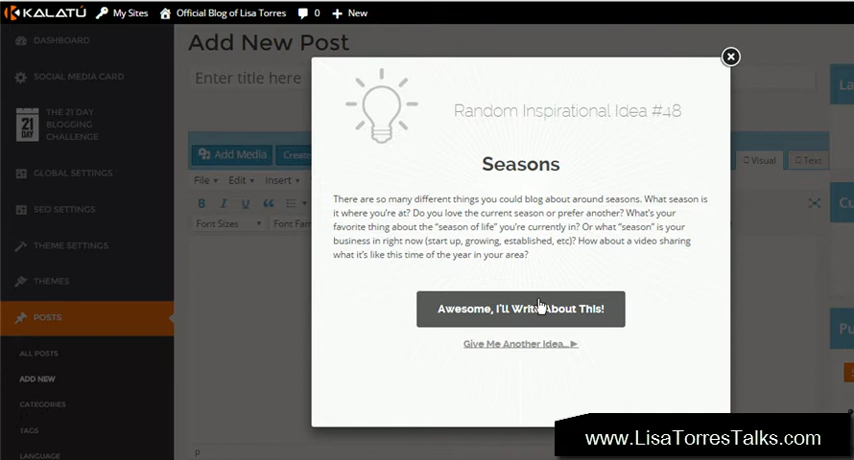 KALATÚ My Sites Official Blog of Lisa Torres 0 + New
DASHBOARD
SOCIAL MEDIA CARD
THE 21 DAY
BLOGGING
CHALLENGE
21
DAY
GLOBAL SETTINGS
SEO SETTINGS
THEME SETTINGS
THEMES
POSTS
ALL POSTS
ADD NEW
CATEGORIES
TAGS
LANGUAGE
Add New Post
Enter title here
Add Media Create
Visual Text
File Edit Insert
B I U
Font Sizes Font Fam
p
Random Inspirational Idea #48
Seasons
There are so many different things you could blog about around seasons. What season is
it where you're at? Do you love the current season or prefer another? What's your
favorite thing about the "season of life" you're currently in? Or what "season" is your
business in right now (start up, growing, established, etc)? How about a video sharing
what it's like this time of the year in your area?
Awesome, I'll Write About This!
Give Me Another Idea...
La
Cu
Pu
www.LisaTorresTalks.com